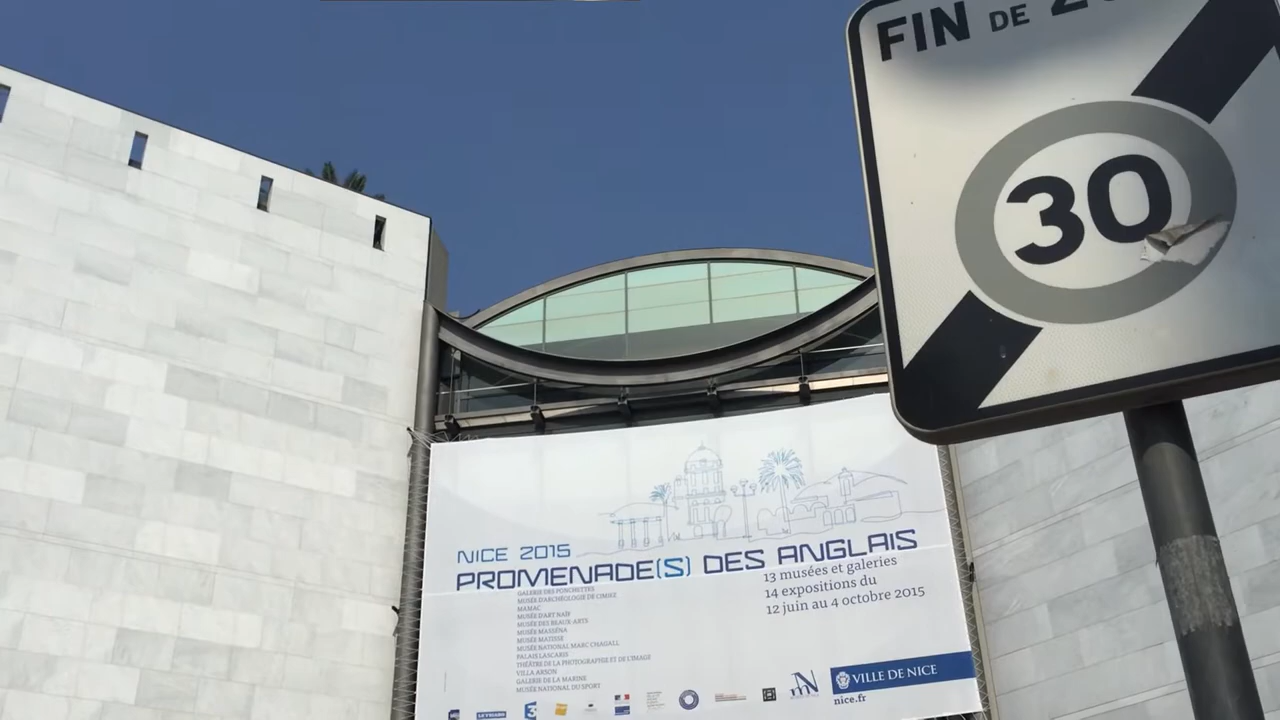 FIN DE
30
NICE 2015
PROMENADE(S) DES ANGLAIS
13 musées et galeries
14 expositions du
12 juin au 4 octobre 2015
GALERIE DES PONCHETTES
MUSÉE D'ARCHÉOLOGIE DE CIMIEZ
MAMAC
MUSÉE D'ART NAÏF
MUSÉE DES BEAUX-ARTS
MUSÉE MASSÉNA
MUSÉE MATISSE
MUSÉE NATIONAL MARC CHAGALL
PALAIS LASCARIS
THÉÂTRE DE LA PHOTOGRAPHIE ET DE L'IMAGE
VILLA ARSON
GALERIE DE LA MARINE
MUSÉE NATIONAL DU SPORT
LE FIGARO
3
VILLE DE NICE
nice.fr